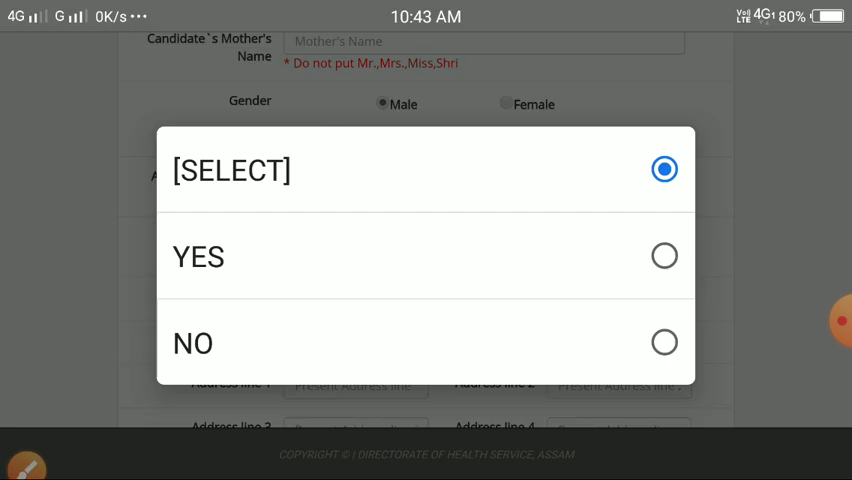 4G G 0K/s ••• 10:43 AM Vo) LTE 4G1 80%
Candidate`s Mother's Name
Mother's Name
* Do not put Mr.,Mrs.,Miss,Shri
Gender Male Female
[SELECT]
YES
NO
Address line 1 Present Address line Address line 2 Present Address line
Address line 3 Address line 4
COPYRIGHT © | DIRECTORATE OF HEALTH SERVICE, ASSAM